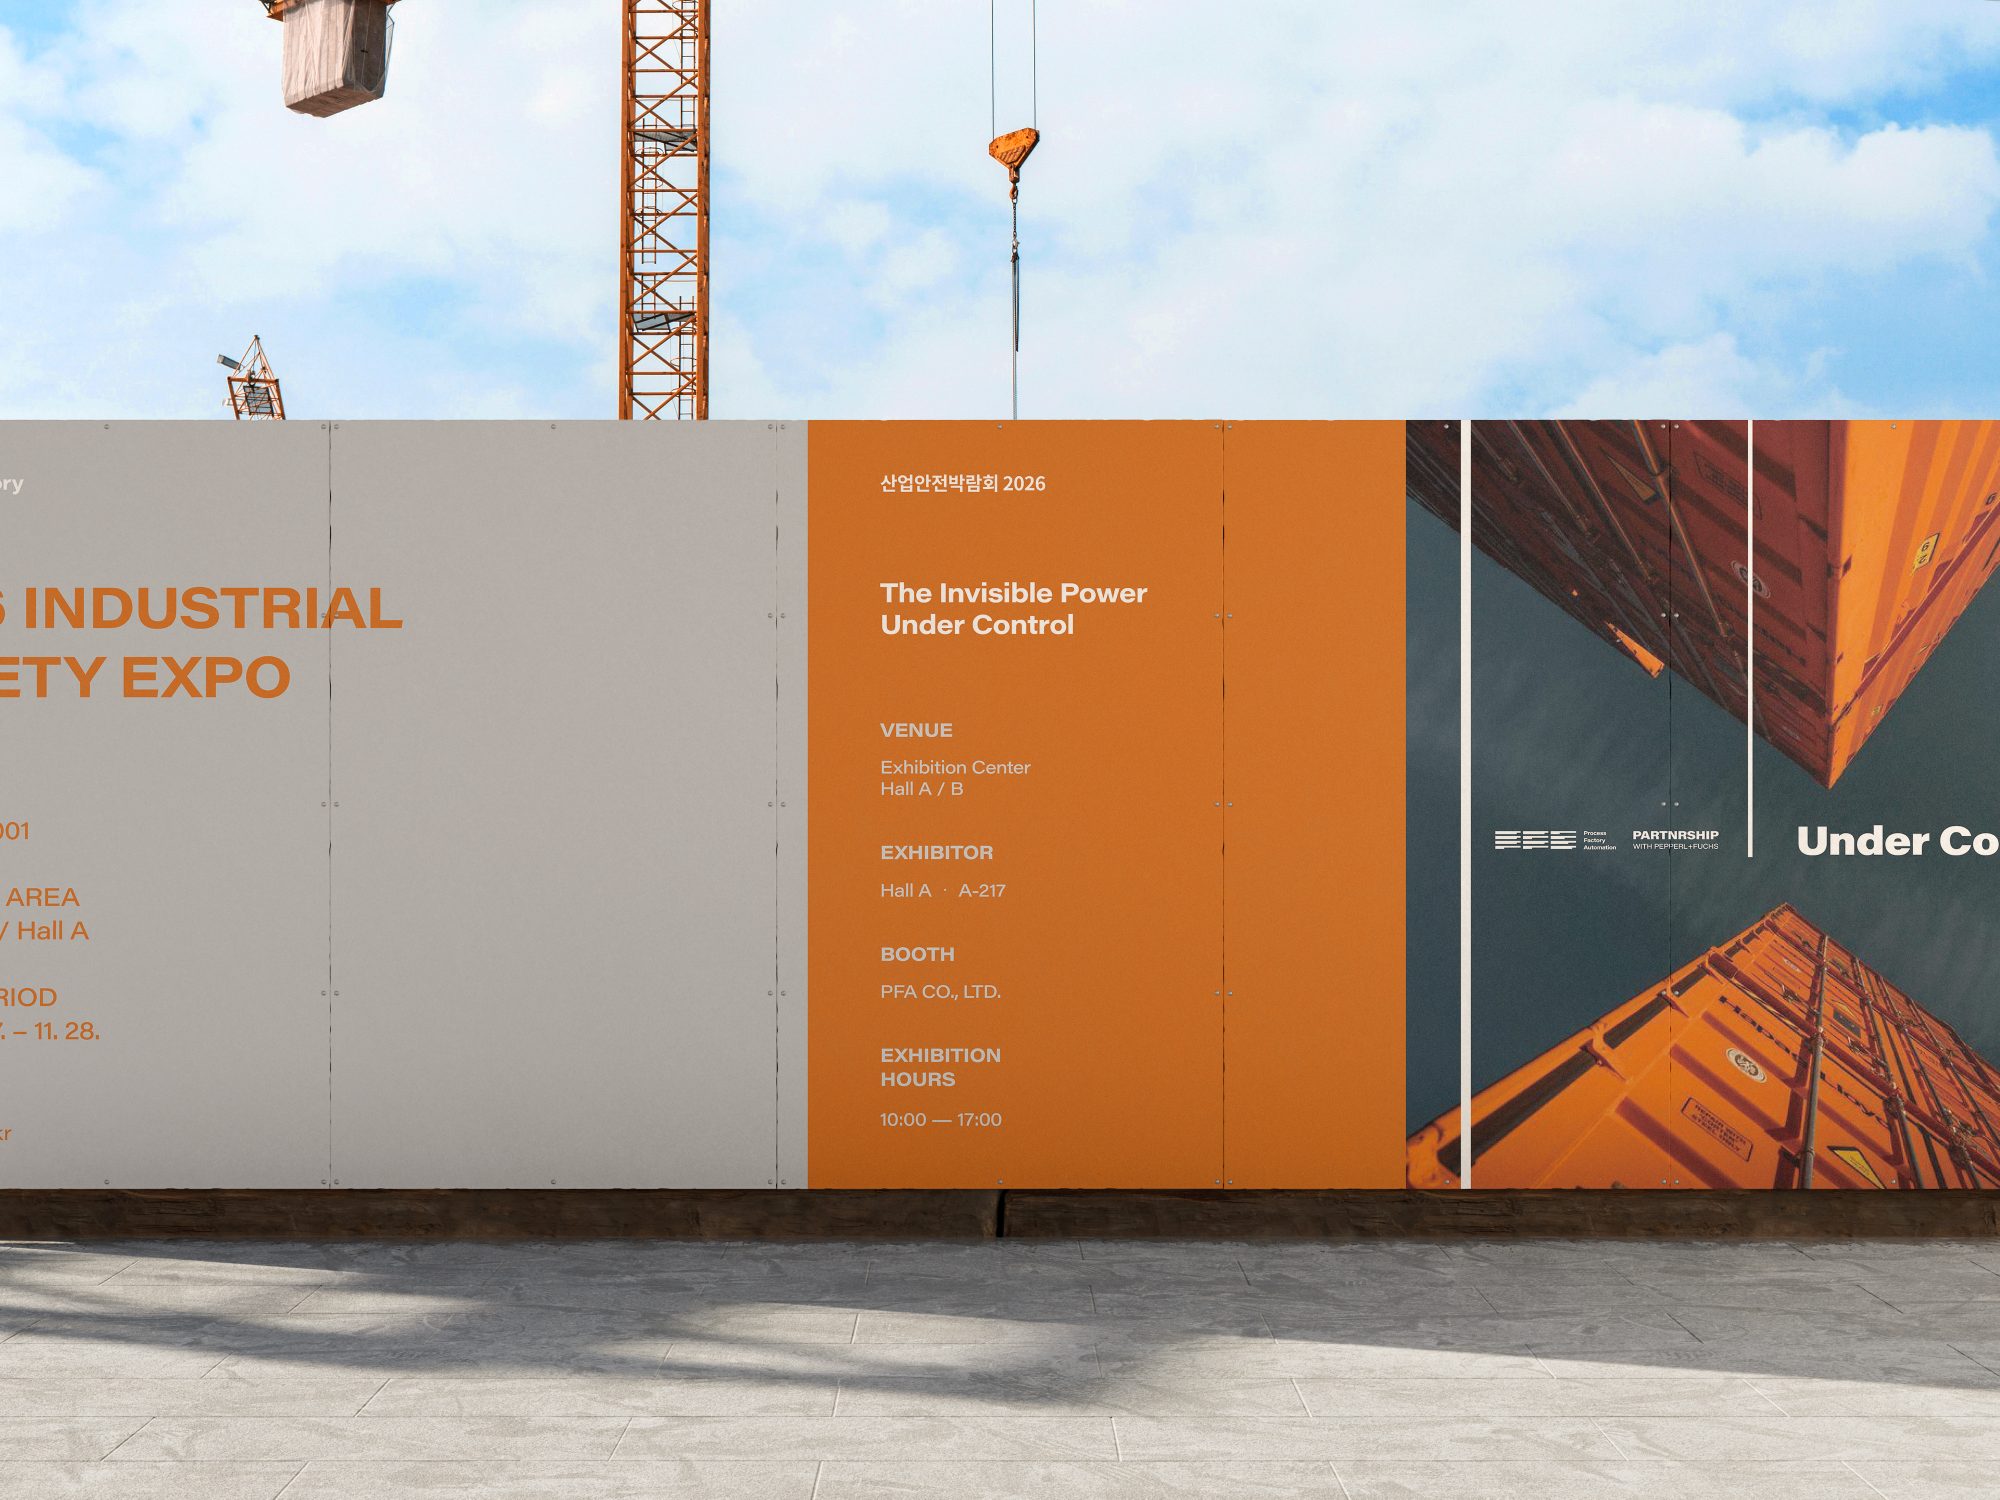 ory
S INDUSTRIAL
ETY EXPO
001
AREA
/ Hall A
RIOD
7. – 11. 28.
kr
산업안전박람회 2026
The Invisible Power
Under Control
VENUE
Exhibition Center
Hall A / B
EXHIBITOR
Hall A · A-217
BOOTH
PFA CO., LTD.
EXHIBITION
HOURS
10:00 — 17:00
Process
Factory
Automation
PARTNRSHIP
WITH PEPPERL+FUCHS
Under Co